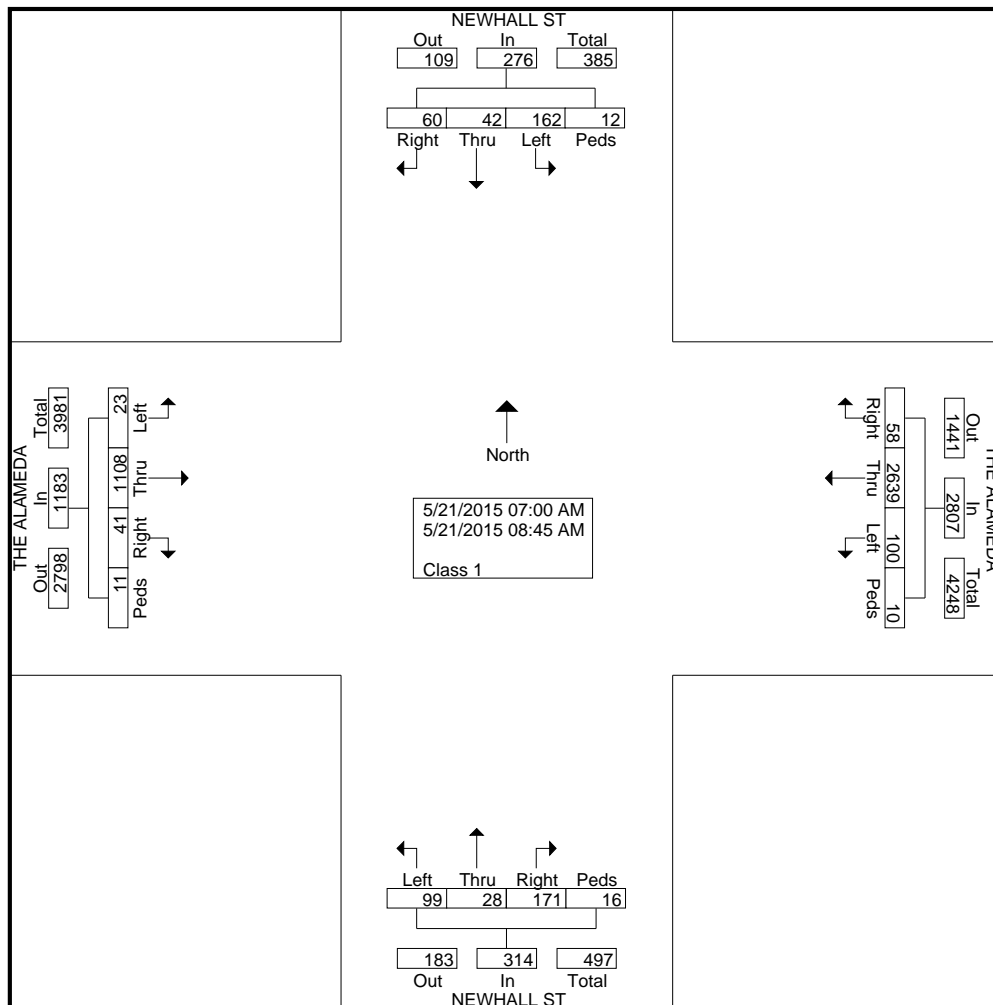 NEWHALL ST
Out In Total
109 276 385
60 42 162 12
Right Thru Left Peds
THE ALAMEDA
Total In Out
3981 1183 2798
23 1108 41 11
Left Thru Right Peds
North
5/21/2015 07:00 AM
5/21/2015 08:45 AM
Class 1
Right Thru Left Peds
58 2639 100 10
Out In Total
1441 2807 4248
THE ALAMEDA
Left Thru Right Peds
99 28 171 16
183 314 497
Out In Total
NEWHALL ST